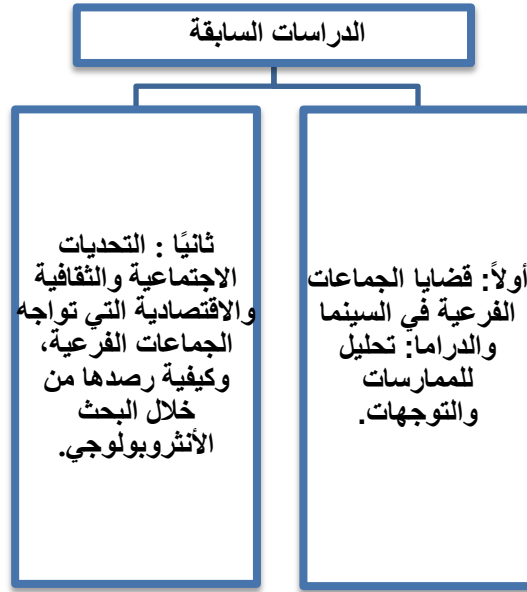 الدراسات السابقة
أولاً: قضايا الجماعات
الفرعية في السينما
والدراما: تحليل
للممارسات
والتوجهات.
ثانيًا : التحديات
الاجتماعية والثقافية
والاقتصادية التي تواجه
الجماعات الفرعية،
وكيفية رصدها من
خلال البحث
الأنثروبولوجي.